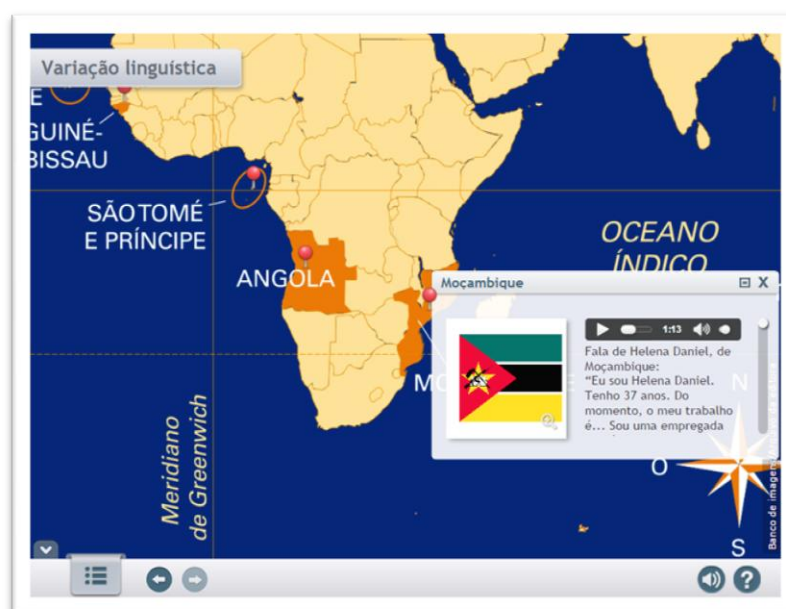 Variação linguística
E
GUINÉ-
BISSAU
SÃO TOMÉ
E PRÍNCIPE
ANGOLA
OCEANO
ÍNDICO
Moçambique
X
1:13
Fala de Helena Daniel, de
Moçambique:
“Eu sou Helena Daniel.
Tenho 37 anos. Do
momento, o meu trabalho
é... Sou uma empregada
MO
E
N
O
S
Meridiano
de Greenwich
Banco de imagens
?